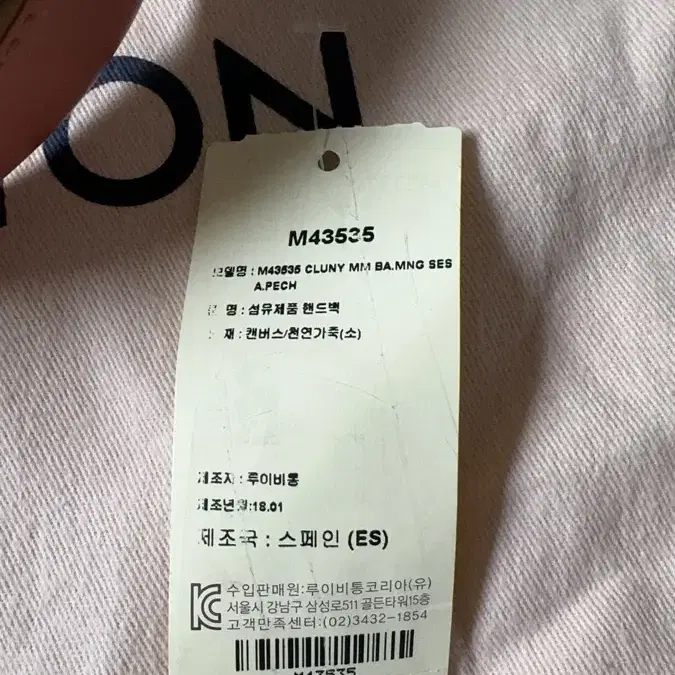 TON
M43535
모델명 : M43535 CLUNY MM BA.MNG SES
A.PECH
명 : 섬유제품 핸드백
재 : 캔버스/천연가죽(소)
제조자 : 루이비통
제조년월:18.01
제조국 : 스페인 (ES)
수입판매원:루이비통코리아(유)
서울시 강남구 삼성로511 골든타워15층
고객만족센터:(02)3432-1854
M43535